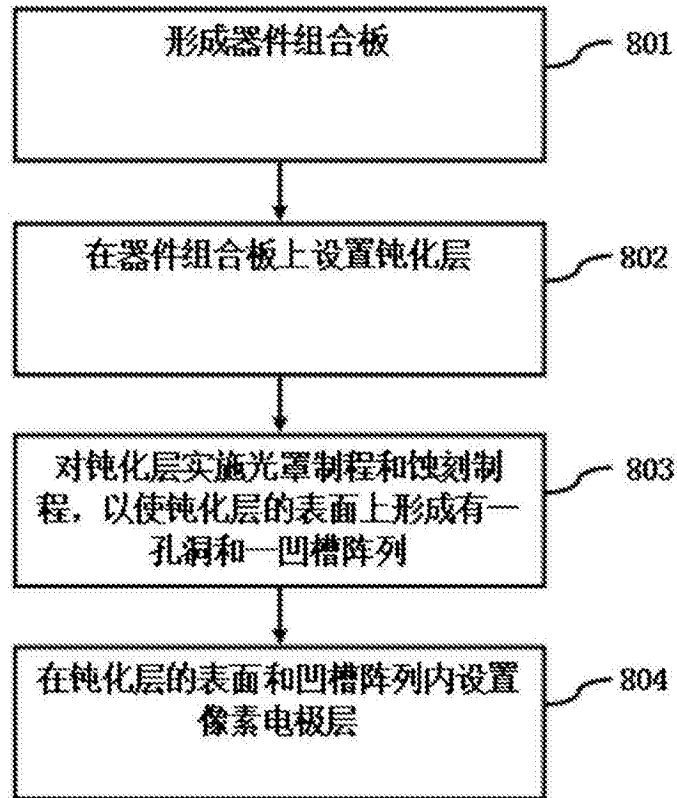 形成器件组合板
801
在器件组合板上设置钝化层
802
对钝化层实施光罩制程和蚀刻制
程，以使钝化层的表面上形成有一
孔洞和一凹槽阵列
803
在钝化层的表面和凹槽阵列内设置
像素电极层
804